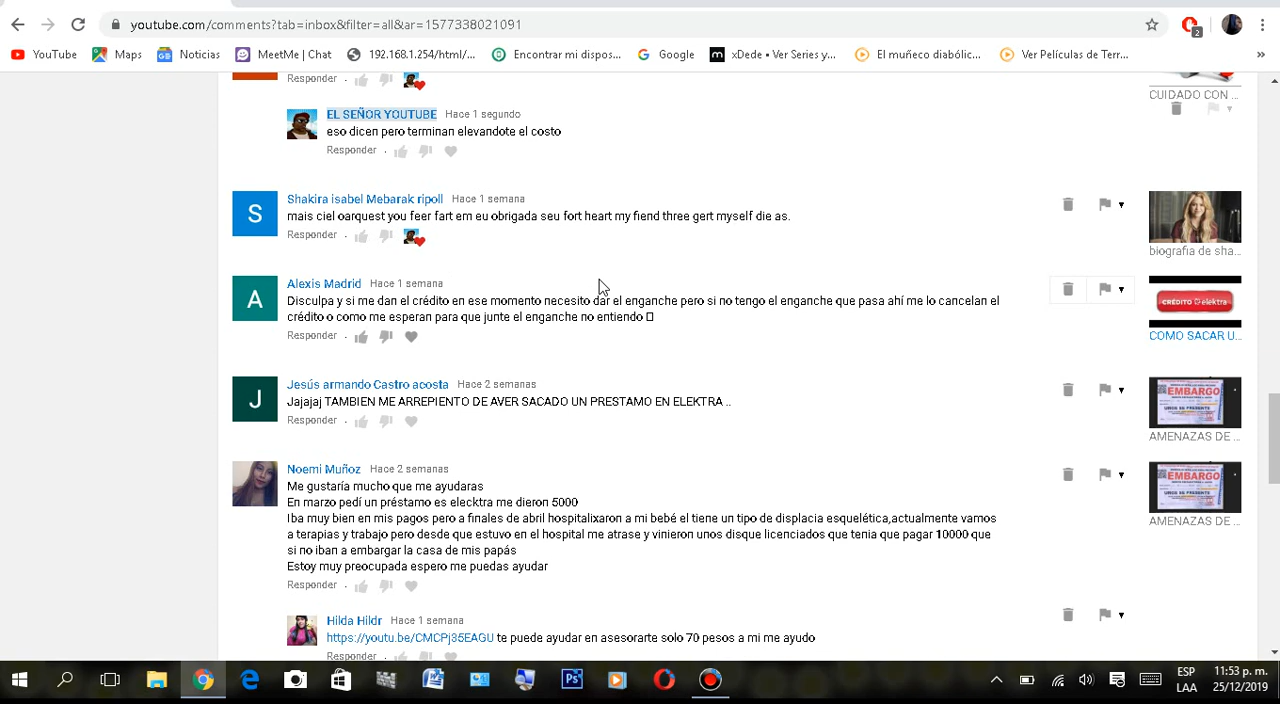 youtube.com/comments?tab=inbox&filter=all&ar=1577338021091
2
YouTube
Maps
Noticias
MeetMe | Chat
192.168.1.254/html/...
Encontrar mi dispos...
Google
xDede • Ver Series y...
El muñeco diabólic...
Ver Películas de Terr...
»
Responder
CUIDADO CON ...
EL SEÑOR YOUTUBE Hace 1 segundo
eso dicen pero terminan elevandote el costo
Responder
S
Shakira isabel Mebarak ripoll Hace 1 semana
mais ciel oarquest you feer fart em eu obrigada seu fort heart my fiend three gert myself die as.
Responder
biografia de sha...
A
Alexis Madrid Hace 1 semana
Disculpa y si me dan el crédito en ese momento necesito dar el enganche pero si no tengo el enganche que pasa ahí me lo cancelan el
crédito o como me esperan para que junte el enganche no entiendo
Responder
CRÉDITO elektra
COMO SACAR U...
J
Jesús armando Castro acosta Hace 2 semanas
Jajajaj TAMBIEN ME ARREPIENTO HABER SACADO UN PRESTAMO EN ELEKTRA ..
Responder
EMBARGO
AMENAZAS DE ...
Noemi Muñoz Hace 2 semanas
Me gustaría mucho que me ayudaran
En marzo pedí un préstamo es elektra me dieron 5000
Iba muy bien en mis pagos pero a finales de abril hospitalixaron a mi bebé el tiene un tipo de displacia esquelética,actualmente vamos
a terapias y trabajo pero desde que estuvo en el hospital me atrase y vinieron unos disque licenciados que tenia que pagar 10000 que
si no iban a embargar la casa de mis papás
Estoy muy preocupada espero me puedas ayudar
Responder
EMBARGO
AMENAZAS DE ...
Hilda Hildr Hace 1 semana
https://youtu.be/CMCPj35EAGU te puede ayudar en asesorarte solo 70 pesos a mi me ayudo
Responder
Ps
ESP
LAA
11:53 p. m.
25/12/2019